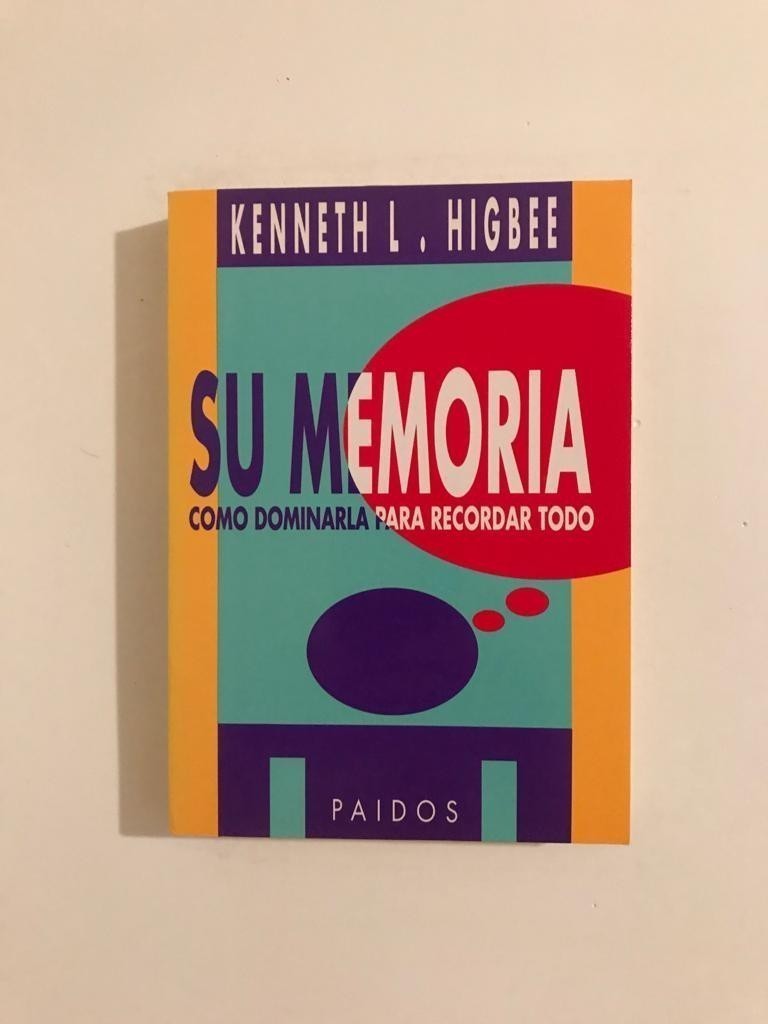 KENNETH L. HIGBEE
SU MEMORIA
COMO DOMINARLA PARA RECORDAR TODO
PAIDOS